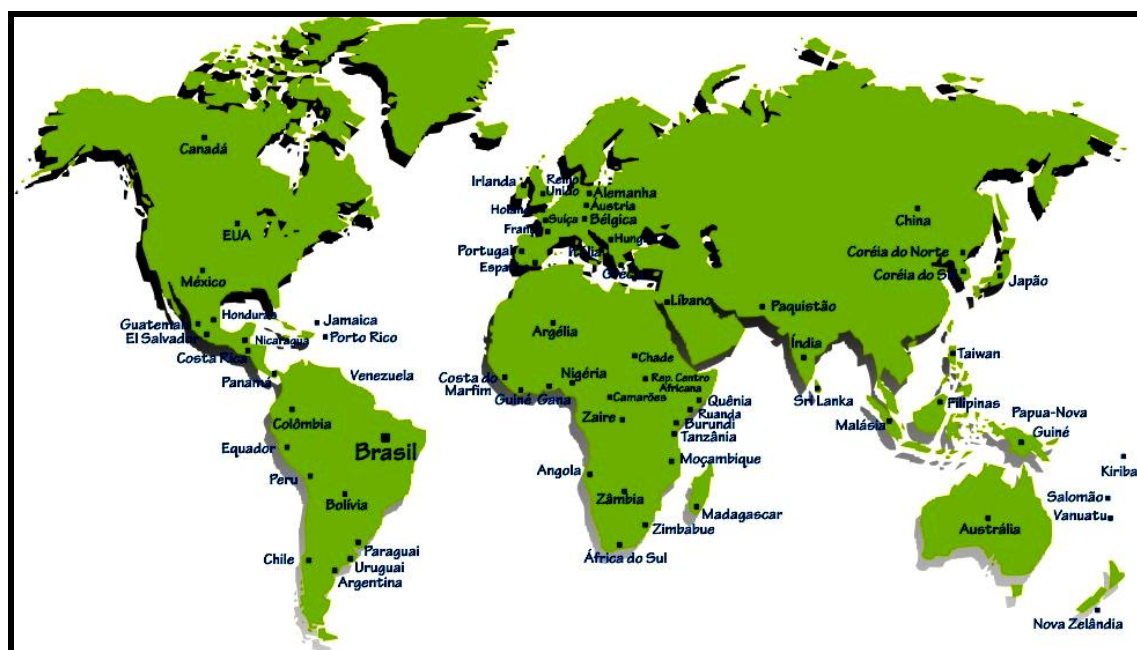 Canadá
EUA
México
Honduras
Jamaica
Guatemal
El Salvador
Nicaragua
Porto Rico
Costa Rica
Panamá
Venezuela
Colômbia
Equador
Brasil
Peru
Bolívia
Paraguai
Chile
Uruguai
Argentina
Irlanda
Reino
Unido
Alemanha
Áustria
Holan
Suíça
Bélgica
Fran
Hung
Portugal
Itália
Espa
Líbano
Argélia
Chade
Costa do
Marfim
Nigéria
Rep. Centro
Africana
Guiné
Gana
Camarões
Quênia
Ruanda
Zaire
Burundi
Tanzânia
Angola
Moçambique
Zâmbia
Madagascar
Zimbabue
África do Sul
China
Coréia do Norte
Coréia do S
Japão
Paquistão
Índia
Taiwan
Sri Lanka
Filipinas
Malásia
Papua-Nova
Guiné
Kiriba
Salomão
Vanuatu
Austrália
Nova Zelândia